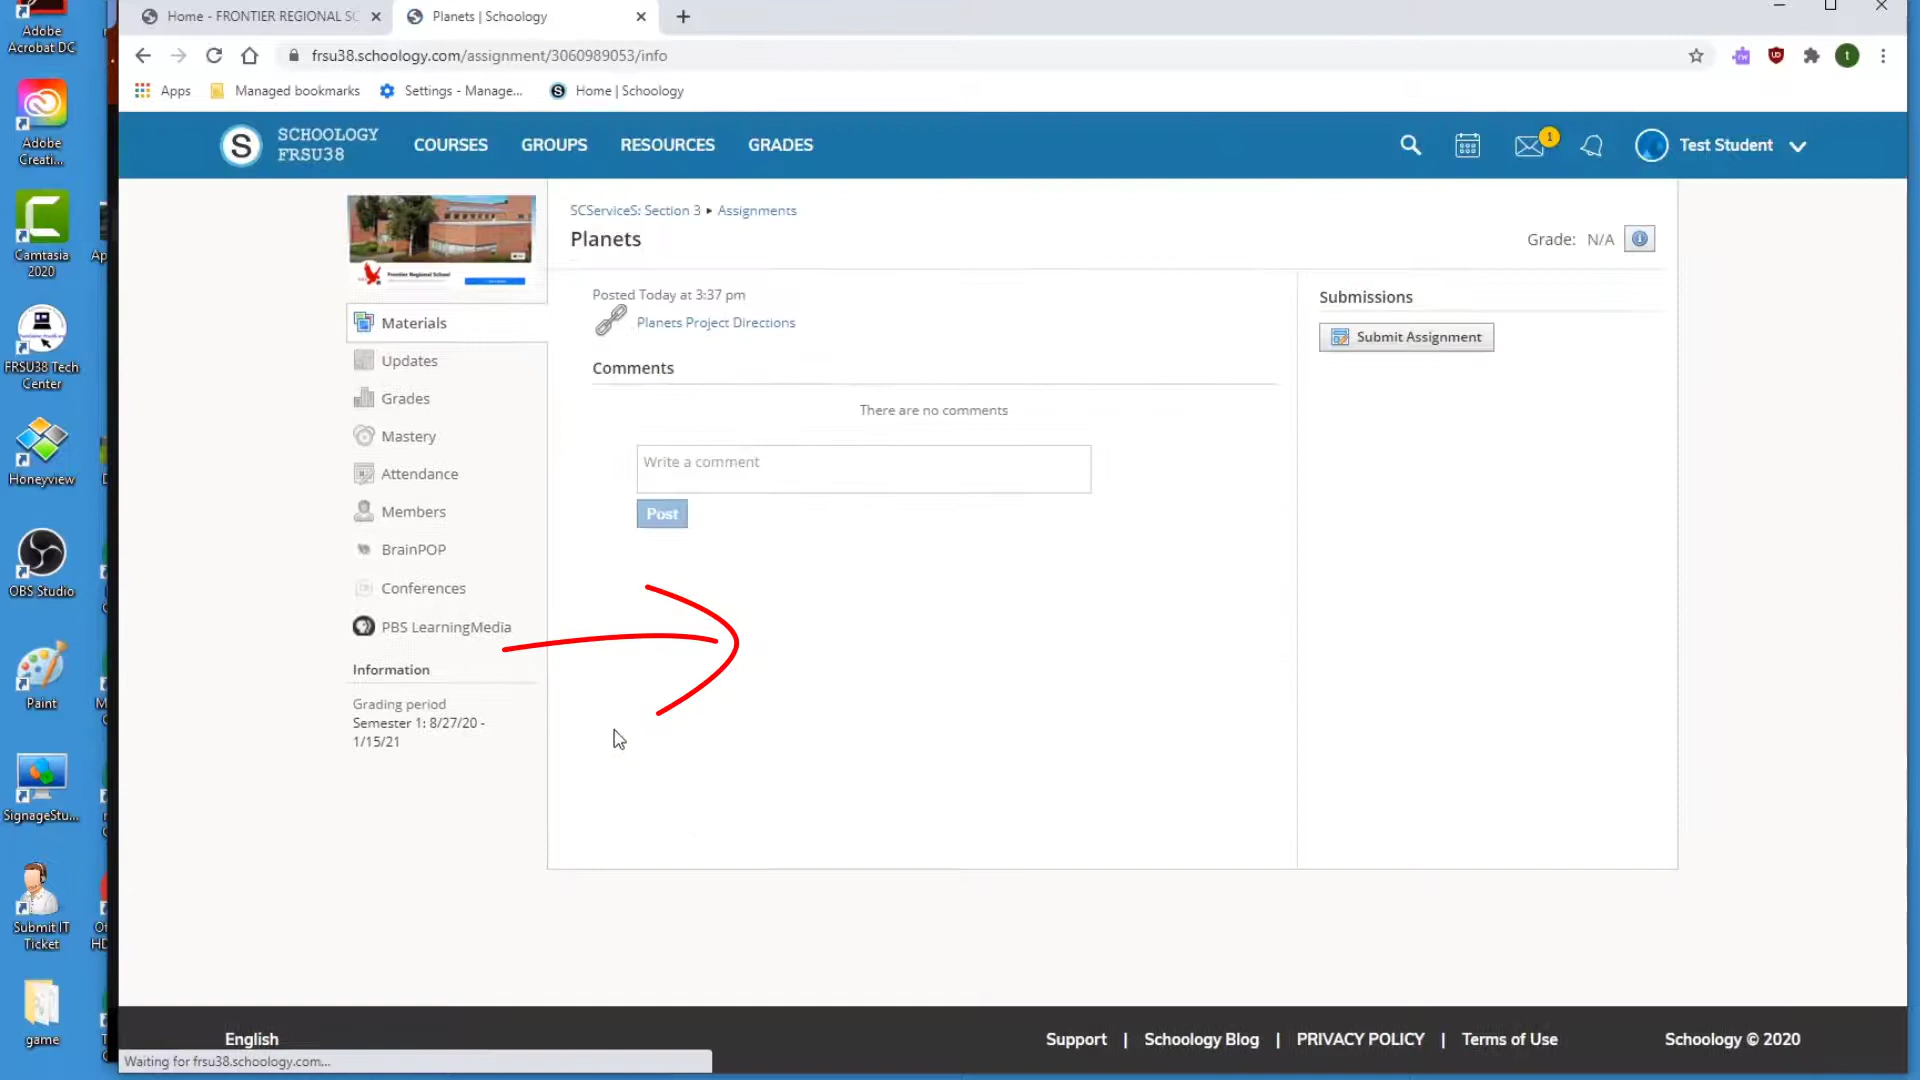 Adobe
Acrobat DC
Adobe
Creati...
Camtasia
2020
FRSU38 Tech
Center
Honeyview
OBS Studio
Paint
SignageStu...
Submit IT
Ticket
game
Home - FRONTIER REGIONAL SC
Planets | Schoology
frsu38.schoology.com/assignment/3060989053/info
Apps
Managed bookmarks
Settings - Manage...
Home | Schoology
S
SCHOOLOGY
FRSU38
COURSES
GROUPS
RESOURCES
GRADES
1
Test Student
Frontier Regional School
Materials
Updates
Grades
Mastery
Attendance
Members
BrainPOP
Conferences
PBS LearningMedia
Information
Grading period
Semester 1: 8/27/20 -
1/15/21
SCServiceS: Section 3 ▸ Assignments
Planets
Grade: N/A
Posted Today at 3:37 pm
Planets Project Directions
Comments
There are no comments
Write a comment
Post
Submissions
Submit Assignment
English
Support | Schoology Blog | PRIVACY POLICY | Terms of Use
Schoology © 2020
Waiting for frsu38.schoology.com...